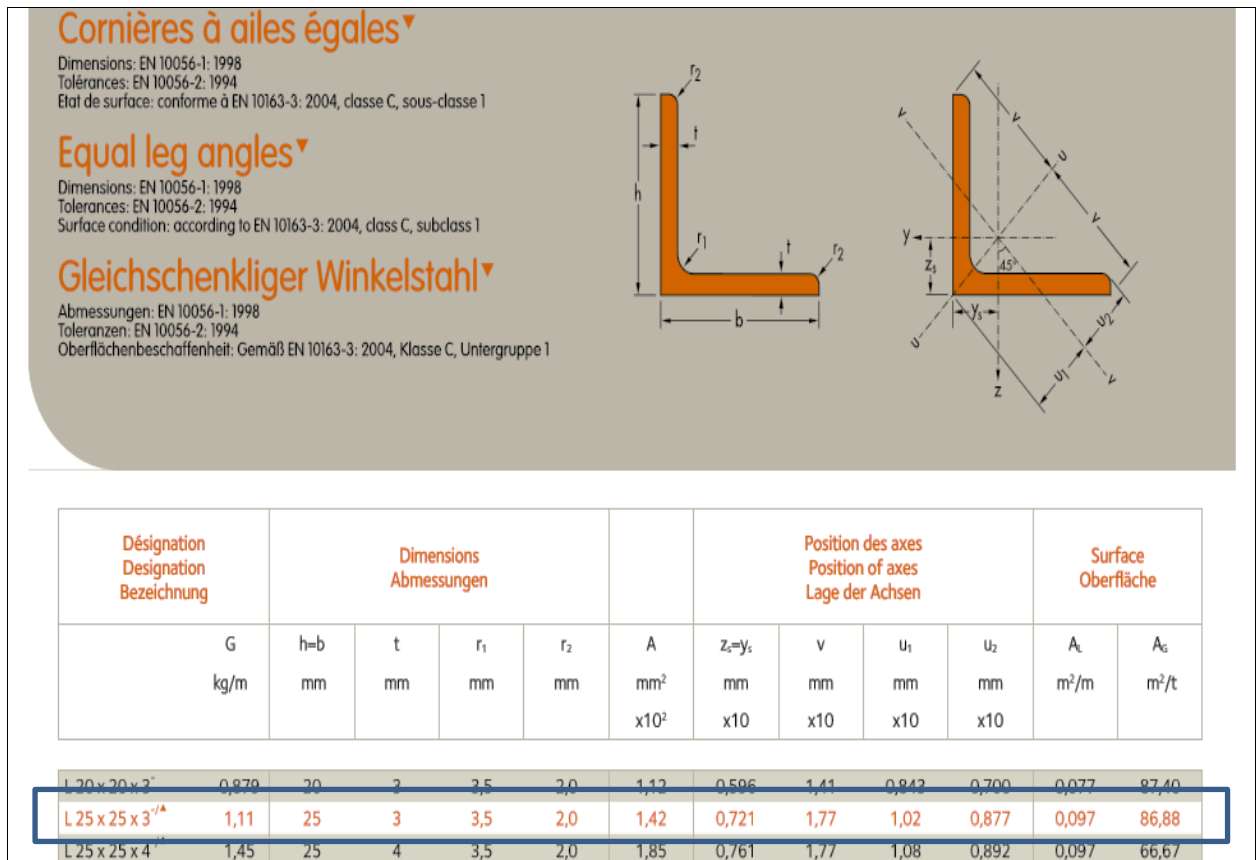 Cornières à ailes égales▼
Dimensions: EN 10056-1: 1998
Tolérances: EN 10056-2: 1994
Etat de surface: conforme à EN 10163-3: 2004, classe C, sous-classe 1
Equal leg angles▼
Dimensions: EN 10056-1: 1998
Tolerances: EN 10056-2: 1994
Surface condition: according to EN 10163-3: 2004, class C, subclass 1
Gleichschenkliger Winkelstahl▼
Abmessungen: EN 10056-1: 1998
Toleranzen: EN 10056-2: 1994
Oberflächenbeschaffenheit: Gemäß EN 10163-3: 2004, Klasse C, Untergruppe 1
r₂
t
h
r₁
t
r₂
b
v
v
u
v
y
zₛ
45°
yₛ
u
u₂
u₁
v
z
Désignation
Designation
Bezeichnung
Dimensions
Abmessungen
Position des axes
Position of axes
Lage der Achsen
Surface
Oberfläche
G h=b t r₁ r₂ A zₛ=yₛ v u₁ u₂ A_L A_G
kg/m mm mm mm mm mm² mm mm mm mm m²/m m²/t
x10² x10 x10 x10 x10
L 20 x 20 x 3⁻ 0,879 20 3 3,5 2,0 1,12 0,596 1,41 0,843 0,700 0,077 87,40
L 25 x 25 x 3⁻/▲ 1,11 25 3 3,5 2,0 1,42 0,721 1,77 1,02 0,877 0,097 86,88
L 25 x 25 x 4 1,45 25 4 3,5 2,0 1,85 0,761 1,77 1,08 0,892 0,097 66,67